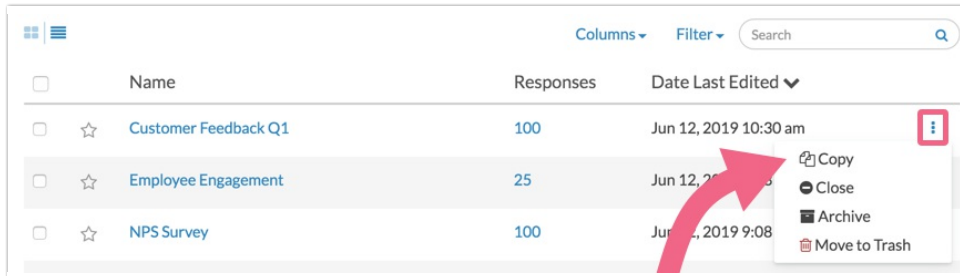 Columns Filter Search
Name Responses Date Last Edited
Customer Feedback Q1 100 Jun 12, 2019 10:30 am
Copy
Employee Engagement 25 Jun 12,
Close
Archive
NPS Survey 100 2019 9:08
Move to Trash